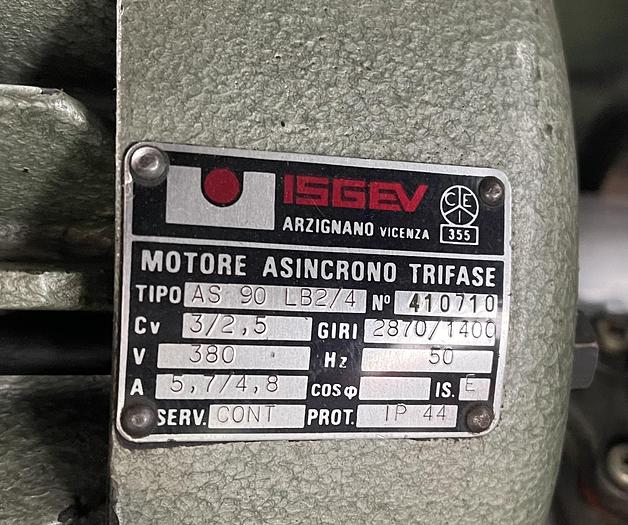 ISGEV
ARZIGNANO VICENZA
CEI
355
MOTORE ASINCRONO TRIFASE
TIPO AS 90 LB2/4 Nº 410710
Cv 3/2,5 GIRI 2870/1400
V 380 Hz 50
A 5,7/4,8 COSφ IS. E
SERV. CONT PROT. IP 44